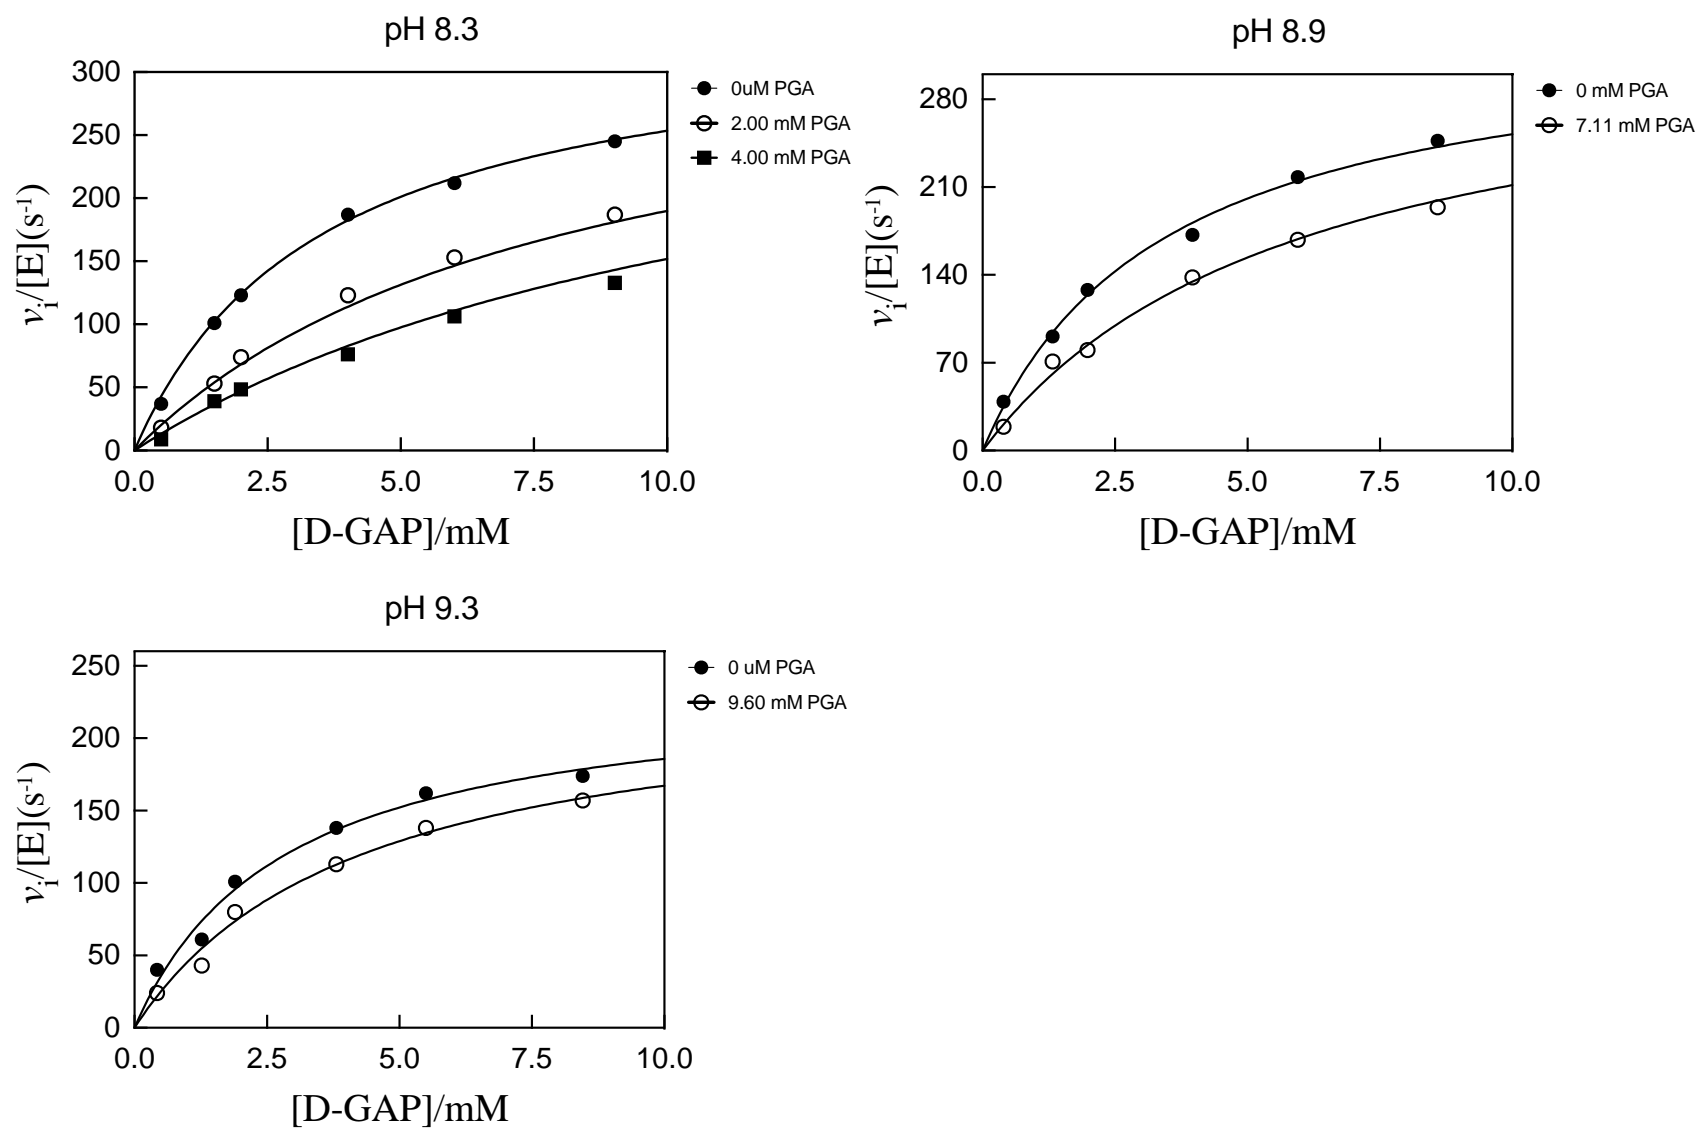 pH 8.3
300
250
200
150
100
50
0
0.0 2.5 5.0 7.5 10.0
[D-GAP]/mM
vi/[E](s-1)
0uM PGA
2.00 mM PGA
4.00 mM PGA
pH 8.9
280
210
140
70
0
0.0 2.5 5.0 7.5 10.0
[D-GAP]/mM
vi/[E](s-1)
0 mM PGA
7.11 mM PGA
pH 9.3
250
200
150
100
50
0
0.0 2.5 5.0 7.5 10.0
[D-GAP]/mM
vi/[E](s-1)
0 uM PGA
9.60 mM PGA